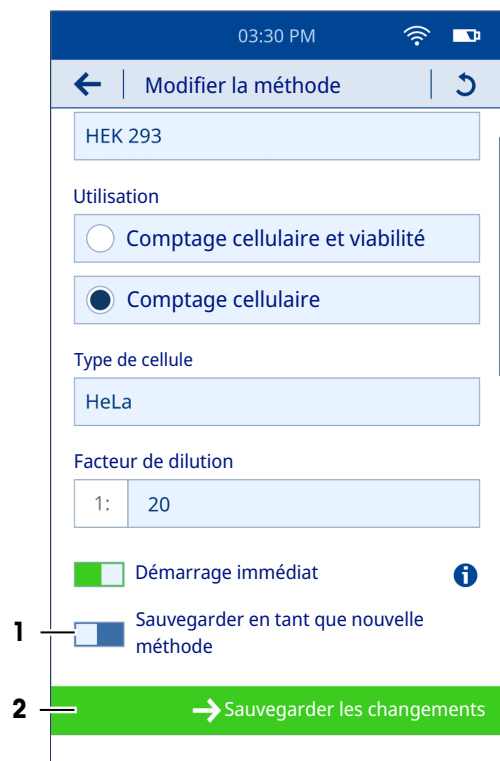 03:30 PM
Modifier la méthode
HEK 293
Utilisation
Comptage cellulaire et viabilité
Comptage cellulaire
Type de cellule
HeLa
Facteur de dilution
1: 20
Démarrage immédiat
1
Sauvegarder en tant que nouvelle
méthode
2
Sauvegarder les changements